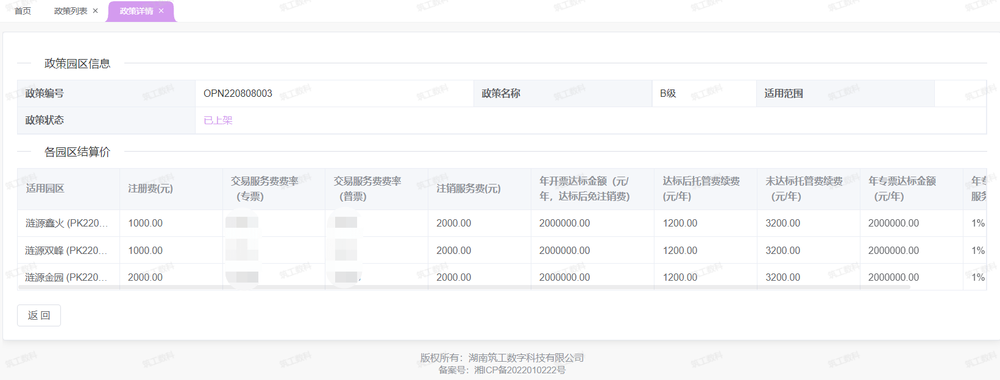 首页 政策列表 × 政策详情 ×
政策园区信息
政策编号 OPN220808003 政策名称 B级 适用范围
政策状态 已上架
各园区结算价
适用园区 注册费(元) 交易服务费费率（专票） 交易服务费费率（普票） 注销服务费(元) 年开票达标金额（元/年，达标后免注销费） 达标后托管费续费(元/年) 未达标托管费续费（元/年） 年专票达标金额（元/年） 年专 服务
涟源鑫火 (PK220... 1000.00 2000.00 2000000.00 1200.00 3200.00 2000000.00 1%
涟源双峰 (PK220... 1000.00 2000.00 2000000.00 1200.00 3200.00 2000000.00 1%
涟源金园 (PK220... 2000.00 2000.00 2000000.00 1200.00 3200.00 2000000.00 1%
返 回
版权所有：湖南筑工数字科技有限公司
备案号：湘ICP备2022010222号
筑工数科